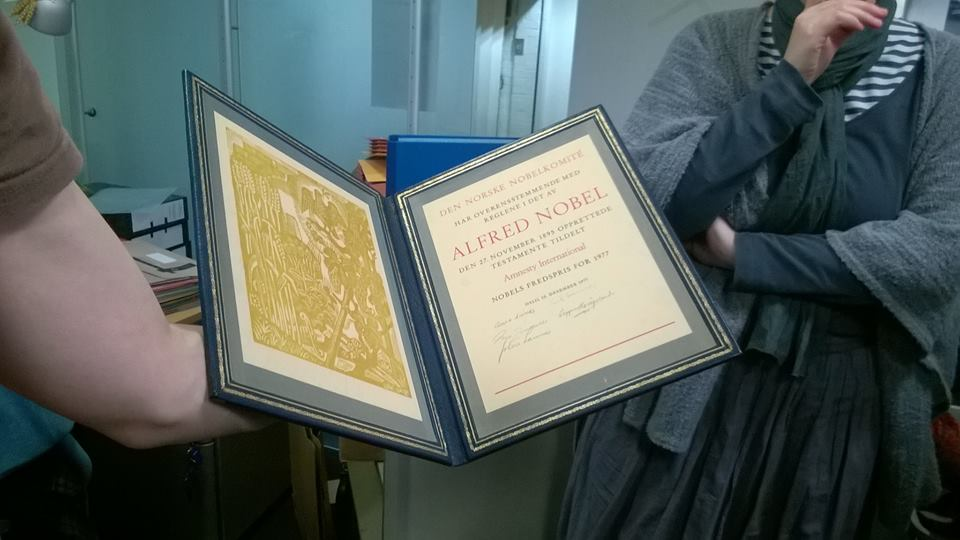 DEN NORSKE NOBELKOMITE
HAR OVERENSSTEMMENDE MED
REGLENE I DET AV
ALFRED NOBEL
DEN 27. NOVEMBER 1895 OPPRETTEDE
TESTAMENTE TILDELT
Amnesty International
NOBELS FREDSPRIS FOR 1977
OSLO, 10. DESEMBER 1977